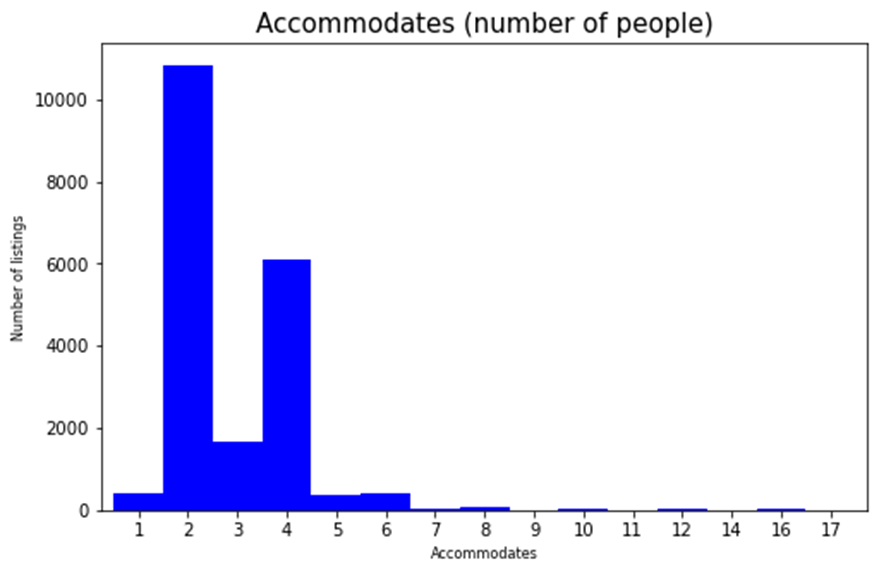 Accommodates (number of people)
10000
8000
6000
4000
2000
0
Number of listings
1 2 3 4 5 6 7 8 9 10 11 12 14 16 17
Accommodates